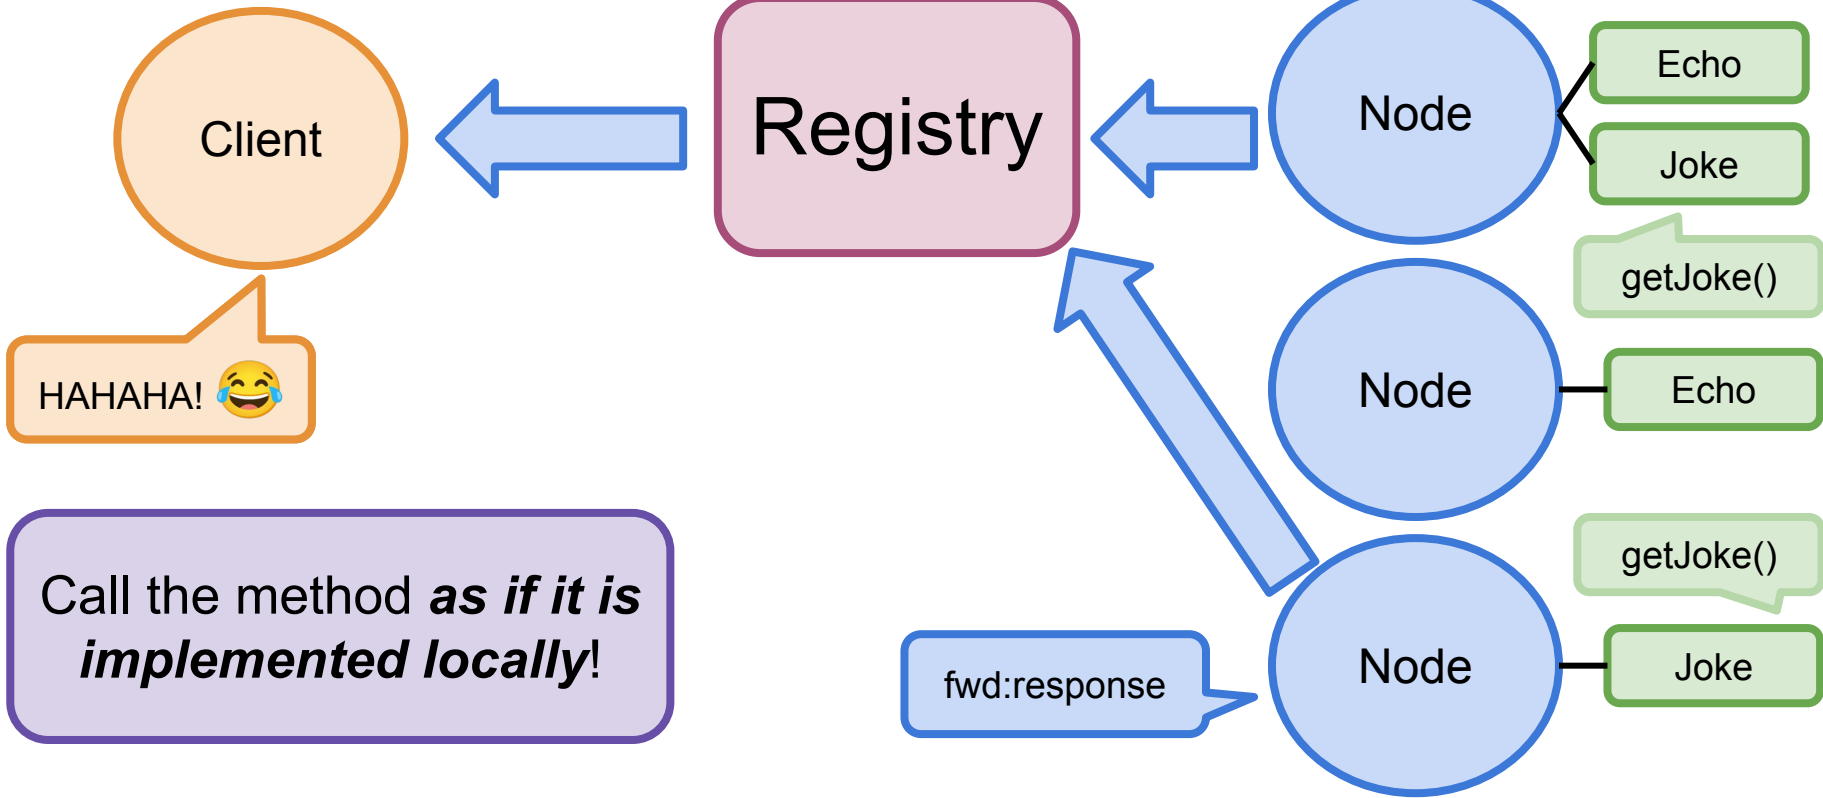 Client
Registry
Node
Echo
Joke
getJoke()
HAHAHA! 😂
Node
Echo
Call the method as if it is
implemented locally!
fwd:response
Node
getJoke()
Joke